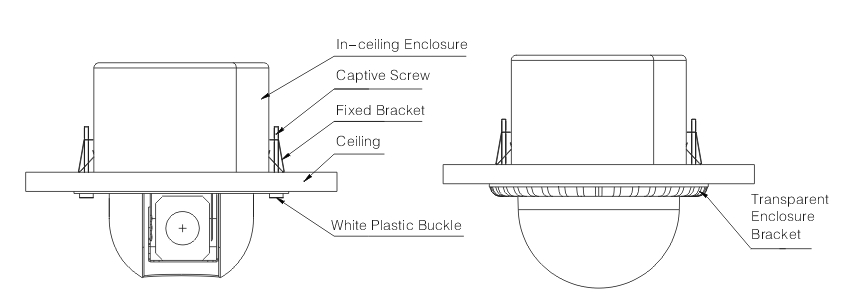 In-ceiling Enclosure
Captive Screw
Fixed Bracket
Ceiling
White Plastic Buckle
Transparent
Enclosure
Bracket